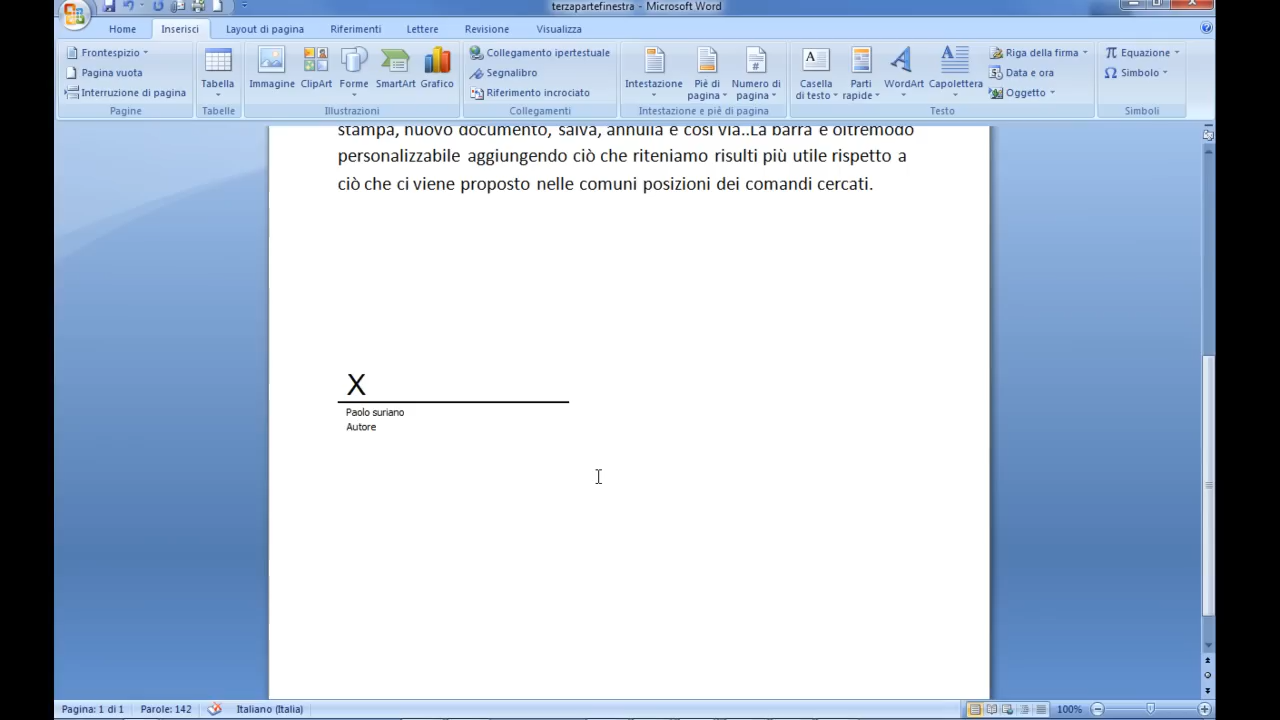 terzapartefinestra - Microsoft Word
Home Inserisci Layout di pagina Riferimenti Lettere Revisione Visualizza
Frontespizio
Pagina vuota
Interruzione di pagina
Pagine
Tabella
Tabelle
Immagine ClipArt Forme SmartArt Grafico
Illustrazioni
Collegamento ipertestuale
Segnalibro
Riferimento incrociato
Collegamenti
Intestazione Piè di pagina Numero di pagina
Intestazione e piè di pagina
Casella di testo Parti rapide WordArt Capolettera
Riga della firma
Data e ora
Oggetto
Testo
Equazione
Simbolo
Simboli
stampa, nuovo documento, salva, annulla e così via..La barra è oltremodo
personalizzabile aggiungendo ciò che riteniamo risulti più utile rispetto a
ciò che ci viene proposto nelle comuni posizioni dei comandi cercati.
X
Paolo suriano
Autore
Pagina: 1 di 1 Parole: 142 Italiano (Italia) 100%